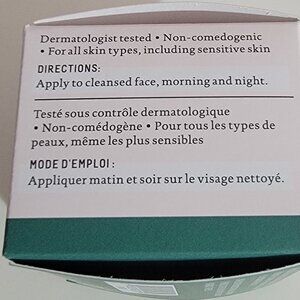 Dermatologist tested • Non-comedogenic
• For all skin types, including sensitive skin
DIRECTIONS:
Apply to cleansed face, morning and night.
Testé sous contrôle dermatologique
• Non-comédogène • Pour tous les types de
peaux, même les plus sensibles
MODE D'EMPLOI :
Appliquer matin et soir sur le visage nettoyé.